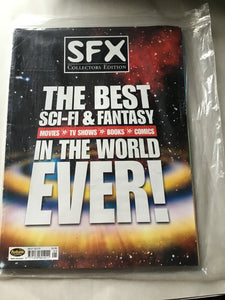 SFX
COLLECTORS EDITION
THE BEST
SCI-FI & FANTASY
MOVIES * TV SHOWS * BOOKS * COMICS
IN THE WORLD
EVER!